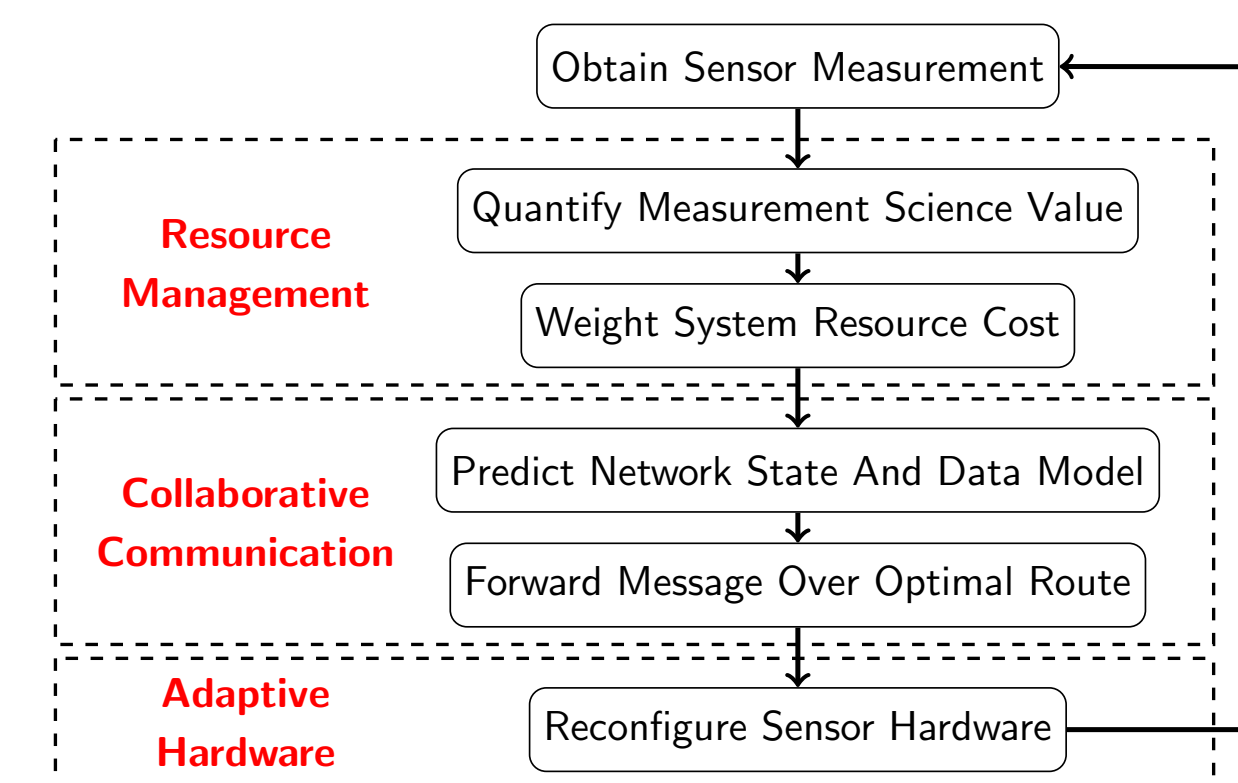 Obtain Sensor Measurement
Resource
Management
Quantify Measurement Science Value
Weight System Resource Cost
Collaborative
Communication
Predict Network State And Data Model
Forward Message Over Optimal Route
Adaptive
Hardware
Reconfigure Sensor Hardware